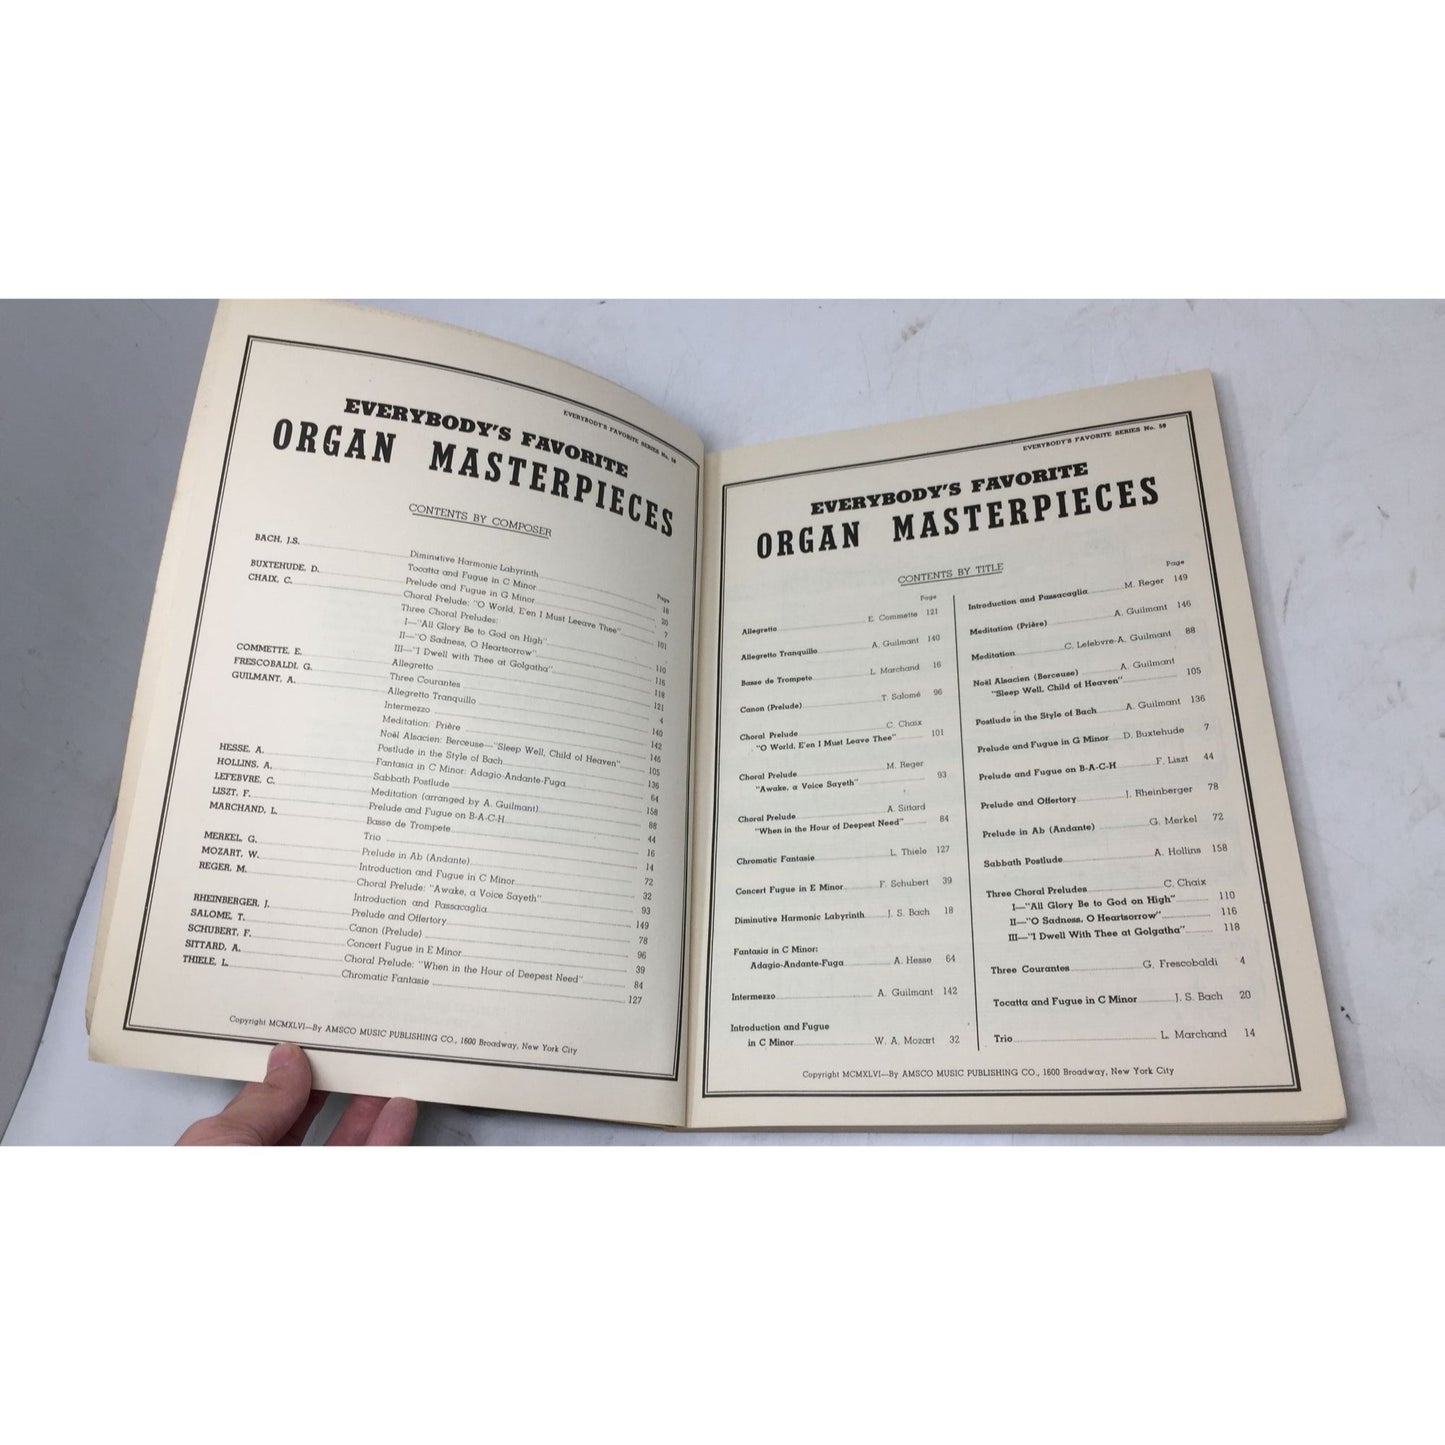 EVERYBODY'S FAVORITE SERIES No. 59
EVERYBODY'S FAVORITE
ORGAN MASTERPIECES
CONTENTS BY COMPOSER
Page
BACH, J.S. Diminutive Harmonic Labyrinth 18
Tocatta and Fugue in C Minor 20
BUXTEHUDE, D. Prelude and Fugue in G Minor 7
CHAIX, C. Choral Prelude: "O World, E'en I Must Leeave Thee" 101
Three Choral Preludes:
I—"All Glory Be to God on High" 110
II—"O Sadness, O Heartsorrow" 116
III—"I Dwell with Thee at Golgatha" 118
COMMETTE, E. Allegretto 121
FRESCOBALDI, G. Three Courantes 4
GUILMANT, A. Allegretto Tranquillo 140
Intermezzo 142
Meditation: Prière 146
Noël Alsacien: Berceuse—"Sleep Well, Child of Heaven" 105
Postlude in the Style of Bach 136
HESSE, A. Fantasia in C Minor: Adagio-Andante-Fuga 64
HOLLINS, A. Sabbath Postlude 158
LEFEBVRE, C. Meditation (arranged by A. Guilmant) 88
LISZT, F. Prelude and Fugue on B-A-C-H 44
MARCHAND, L. Basse de Trompete 16
Trio 14
MERKEL, G. Prelude in Ab (Andante) 72
MOZART, W. Introduction and Fugue in C Minor 32
REGER, M. Choral Prelude: "Awake, a Voice Sayeth" 93
Introduction and Passacaglia 149
RHEINBERGER, J. Prelude and Offertory 78
SALOME, T. Canon (Prelude) 96
SCHUBERT, F. Concert Fugue in E Minor 39
SITTARD, A. Choral Prelude: "When in the Hour of Deepest Need" 84
THIELE, L. Chromatic Fantasie 127
Copyright MCMXLVI—By AMSCO MUSIC PUBLISHING CO., 1600 Broadway, New York City
EVERYBODY'S FAVORITE SERIES No. 59
EVERYBODY'S FAVORITE
ORGAN MASTERPIECES
CONTENTS BY TITLE
Page
Allegretto E. Commette 121
Allegretto Tranquillo A. Guilmant 140
Basse de Trompete L. Marchand 16
Canon (Prelude) T. Salomé 96
Choral Prelude C. Chaix
"O World, E'en I Must Leave Thee" 101
Choral Prelude M. Reger
"Awake, a Voice Sayeth" 93
Choral Prelude A. Sittard
"When in the Hour of Deepest Need" 84
Chromatic Fantasie L. Thiele 127
Concert Fugue in E Minor F. Schubert 39
Diminutive Harmonic Labyrinth J. S. Bach 18
Fantasia in C Minor:
Adagio-Andante-Fuga A. Hesse 64
Intermezzo A. Guilmant 142
Introduction and Fugue
in C Minor W. A. Mozart 32
Page
Introduction and Passacaglia M. Reger 149
Meditation (Prière) A. Guilmant 146
Meditation C. Lefebvre-A. Guilmant 88
Noël Alsacien (Berceuse) A. Guilmant
"Sleep Well, Child of Heaven" 105
Postlude in the Style of Bach A. Guilmant 136
Prelude and Fugue in G Minor D. Buxtehude 7
Prelude and Fugue on B-A-C-H F. Liszt 44
Prelude and Offertory J. Rheinberger 78
Prelude in Ab (Andante) G. Merkel 72
Sabbath Postlude A. Hollins 158
Three Choral Preludes C. Chaix
I—"All Glory Be to God on High" 110
II—"O Sadness, O Heartsorrow" 116
III—"I Dwell With Thee at Golgatha" 118
Three Courantes G. Frescobaldi 4
Tocatta and Fugue in C Minor J. S. Bach 20
Trio L. Marchand 14
Copyright MCMXLVI—By AMSCO MUSIC PUBLISHING CO., 1600 Broadway, New York City